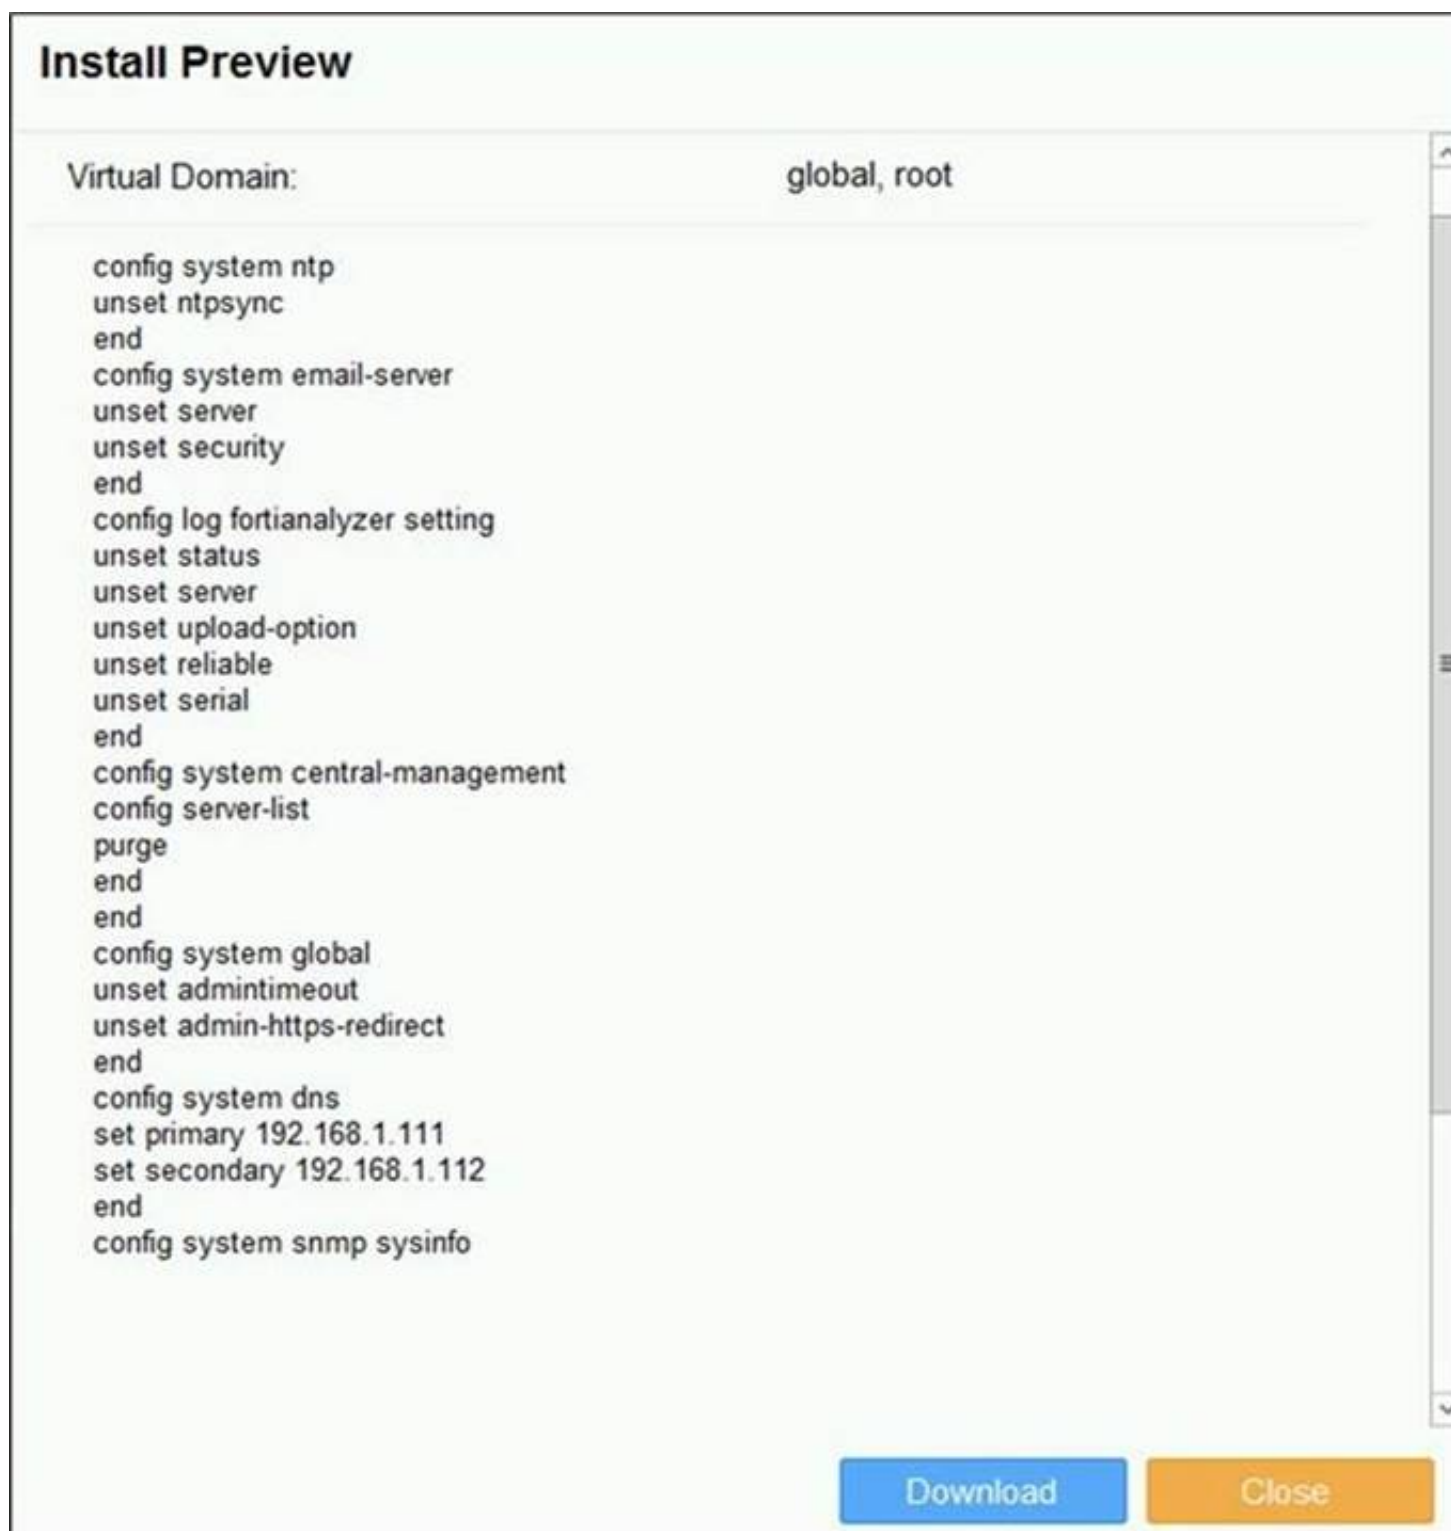 Install Preview
Virtual Domain: global, root
config system ntp
unset ntpsync
end
config system email-server
unset server
unset security
end
config log fortianalyzer setting
unset status
unset server
unset upload-option
unset reliable
unset serial
end
config system central-management
config server-list
purge
end
end
config system global
unset admintimeout
unset admin-https-redirect
end
config system dns
set primary 192.168.1.111
set secondary 192.168.1.112
end
config system snmp sysinfo
Download Close